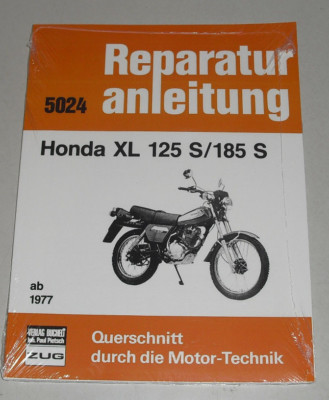 Reparatur
5024 anleitung
Honda XL 125 S/185 S
ab
1977
VERLAG BUCHELI
Inh. Paul Pietsch
ZUG
Querschnitt
durch die Motor-Technik